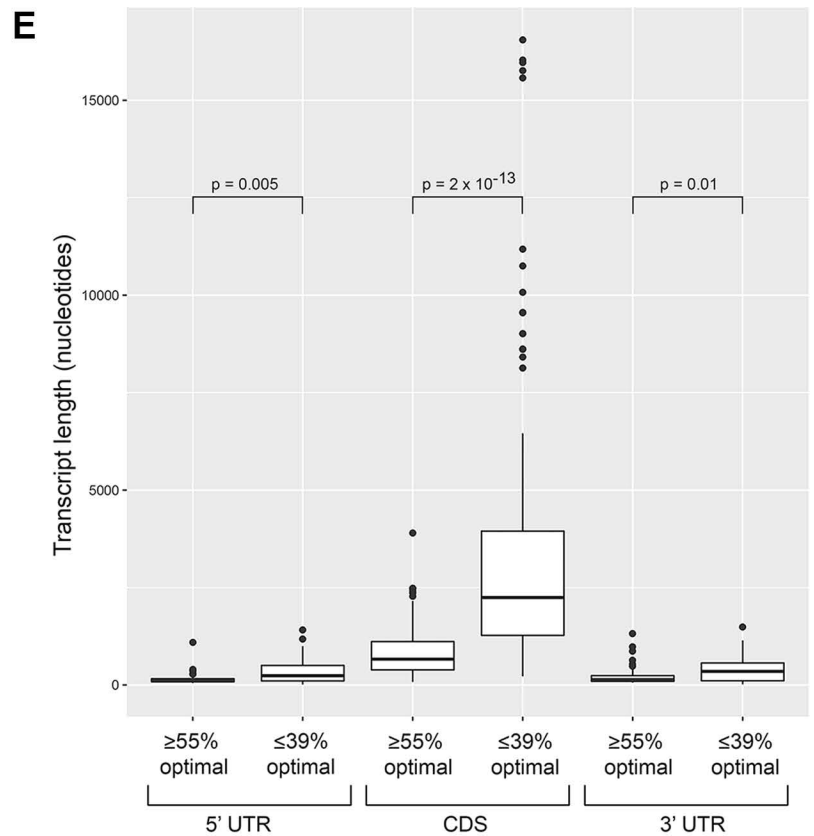 E
Transcript length (nucleotides)
15000
10000
5000
0
p = 0.005
p = 2 x 10-13
p = 0.01
≥55% optimal
≤39% optimal
≥55% optimal
≤39% optimal
≥55% optimal
≤39% optimal
5' UTR
CDS
3' UTR